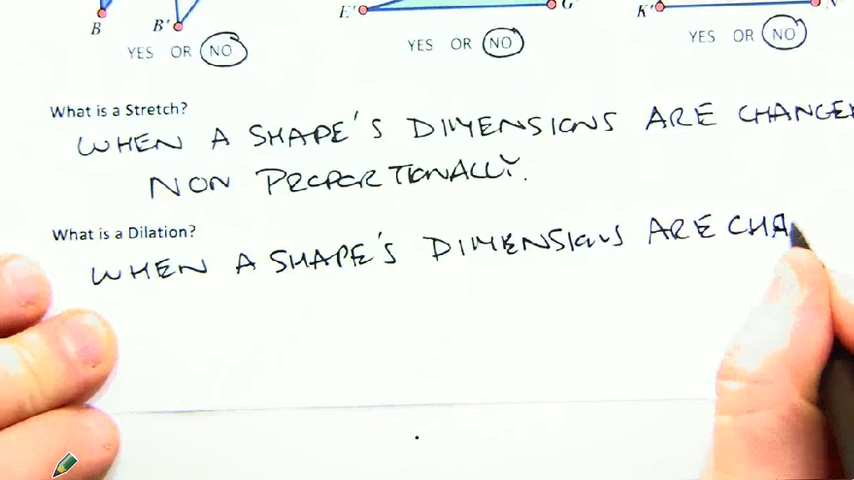 B B' E' G' K'
YES OR NO YES OR NO YES OR NO
What is a Stretch?
WHEN A SHAPE'S DIMENSIONS ARE CHANGED
NON PROPORTIONALLY.
What is a Dilation?
WHEN A SHAPE'S DIMENSIONS ARE CHA